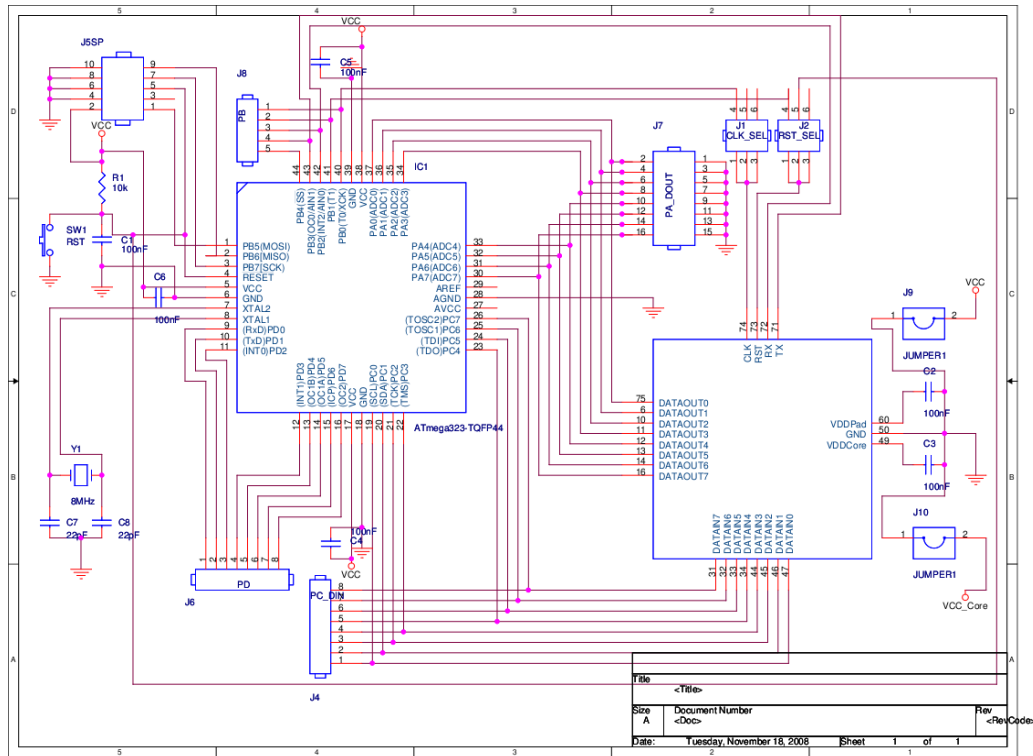 5
4
3
2
1
D
C
B
A
J5SP
10
8
6
4
2
9
7
5
3
1
VCC
R1
10k
SW1
RST
C1
100nF
C6
100nF
J8
PB
1
2
3
4
5
VCC
C5
100nF
44
43
42
41
40
39
38
37
36
35
34
IC1
PB4(SS)
PB3(OC0/AIN1)
PB2(INT2/AIN0)
PB1(T1)
PB0(T0/XCK)
GND
VCC
PA0(ADC0)
PA1(ADC1)
PA2(ADC2)
PA3(ADC3)
1 PB5(MOSI)
2 PB6(MISO)
3 PB7(SCK)
4 RESET
5 VCC
6 GND
7 XTAL2
8 XTAL1
9 (RxD)PD0
10 (TxD)PD1
11 (INT0)PD2
PA4(ADC4) 33
PA5(ADC5) 32
PA6(ADC6) 31
PA7(ADC7) 30
AREF 29
AGND 28
AVCC 27
(TOSC2)PC7 26
(TOSC1)PC6 25
(TDI)PC5 24
(TDO)PC4 23
(INT1)PD3
(OC1B)PD4
(OC1A)PD5
(ICP)PD6
(OC2)PD7
VCC
GND
(SCL)PC0
(SDA)PC1
(TCK)PC2
(TMS)PC3
12
13
14
15
16
17
18
19
20
21
22
ATmega323-TQFP44
J7
PA_DOUT
2
4
6
8
10
12
14
16
1
3
5
7
9
11
13
15
4
5
6
J1
CLK_SEL
1
2
3
4
5
6
J2
RST_SEL
1
2
3
74
73
72
71
CLK
RST
RX
TX
75 DATAOUT0
6 DATAOUT1
10 DATAOUT2
11 DATAOUT3
12 DATAOUT4
13 DATAOUT5
14 DATAOUT6
16 DATAOUT7
VDDPad 60
GND 50
VDDCore 49
DATAIN7
DATAIN6
DATAIN5
DATAIN4
DATAIN3
DATAIN2
DATAIN1
DATAIN0
31
32
33
34
44
45
46
47
VCC
J9
1
2
JUMPER1
C2
100nF
C3
100nF
J10
1
2
JUMPER1
VCC_Core
Y1
8MHz
C7
22pF
C8
22pF
1
2
3
4
5
6
7
8
PD
J6
100nF
C4
VCC
PC_DIN
8
7
6
5
4
3
2
1
J4
Title
<Title>
Size
A
Document Number
<Doc>
Rev
<RevCode>
Date:
Tuesday, November 18, 2008
Sheet
1
of
1
5
4
3
2
1
D
C
B
A